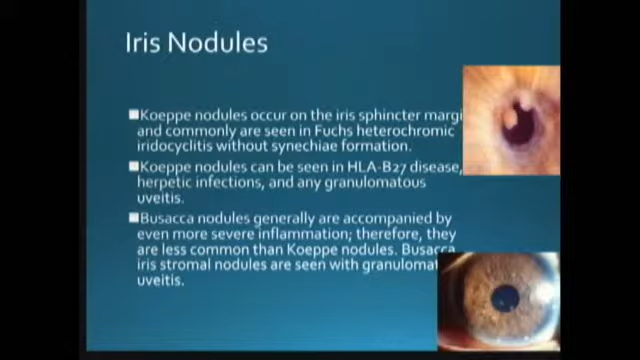 Iris Nodules
Koeppe nodules occur on the iris sphincter margi
and commonly are seen in Fuchs heterochromic
iridocyclitis without synechiae formation.
Koeppe nodules can be seen in HLA-B27 disease,
herpetic infections, and any granulomatous
uveitis.
Busacca nodules generally are accompanied by
even more severe inflammation; therefore, they
are less common than Koeppe nodules. Busacca
iris stromal nodules are seen with granulomat
uveitis.